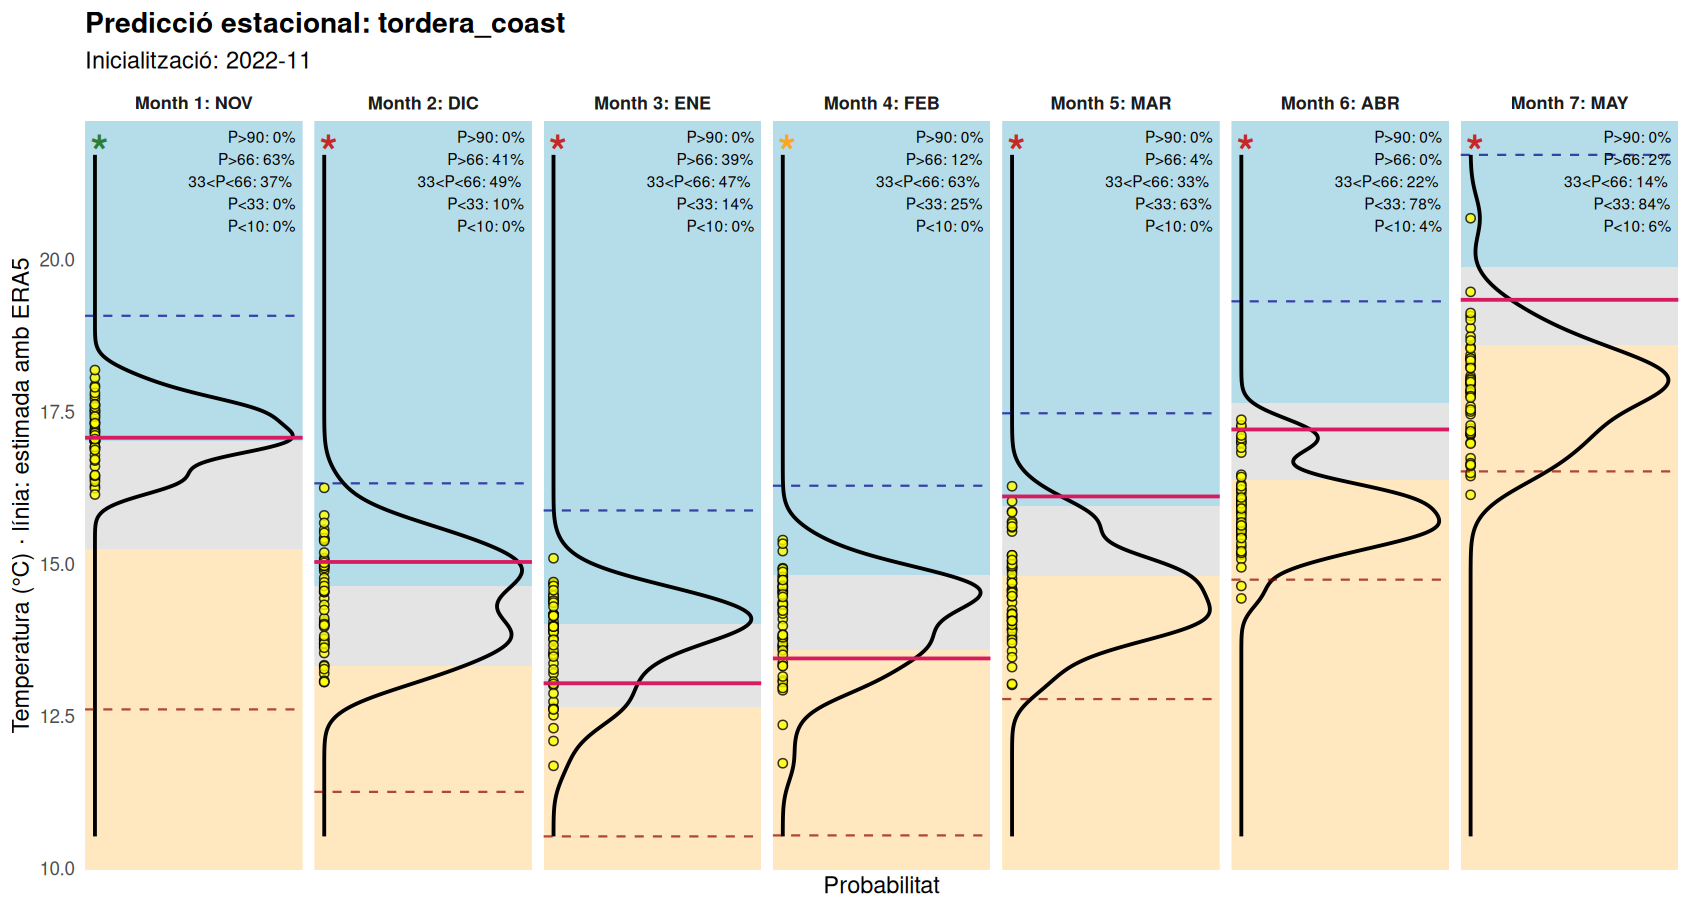 Predicció estacional: tordera_coast
Inicialització: 2022-11
Month 1: NOV
Month 2: DIC
Month 3: ENE
Month 4: FEB
Month 5: MAR
Month 6: ABR
Month 7: MAY
*
P>90: 0%
P>66: 63%
33<P<66: 37%
P<33: 0%
P<10: 0%
*
P>90: 0%
P>66: 41%
33<P<66: 49%
P<33: 10%
P<10: 0%
*
P>90: 0%
P>66: 39%
33<P<66: 47%
P<33: 14%
P<10: 0%
*
P>90: 0%
P>66: 12%
33<P<66: 63%
P<33: 25%
P<10: 0%
*
P>90: 0%
P>66: 4%
33<P<66: 33%
P<33: 63%
P<10: 0%
*
P>90: 0%
P>66: 0%
33<P<66: 22%
P<33: 78%
P<10: 4%
*
P>90: 0%
P>66: 2%
33<P<66: 14%
P<33: 84%
P<10: 6%
Temperatura (°C) · línia: estimada amb ERA5
20.0
17.5
15.0
12.5
10.0
Probabilitat